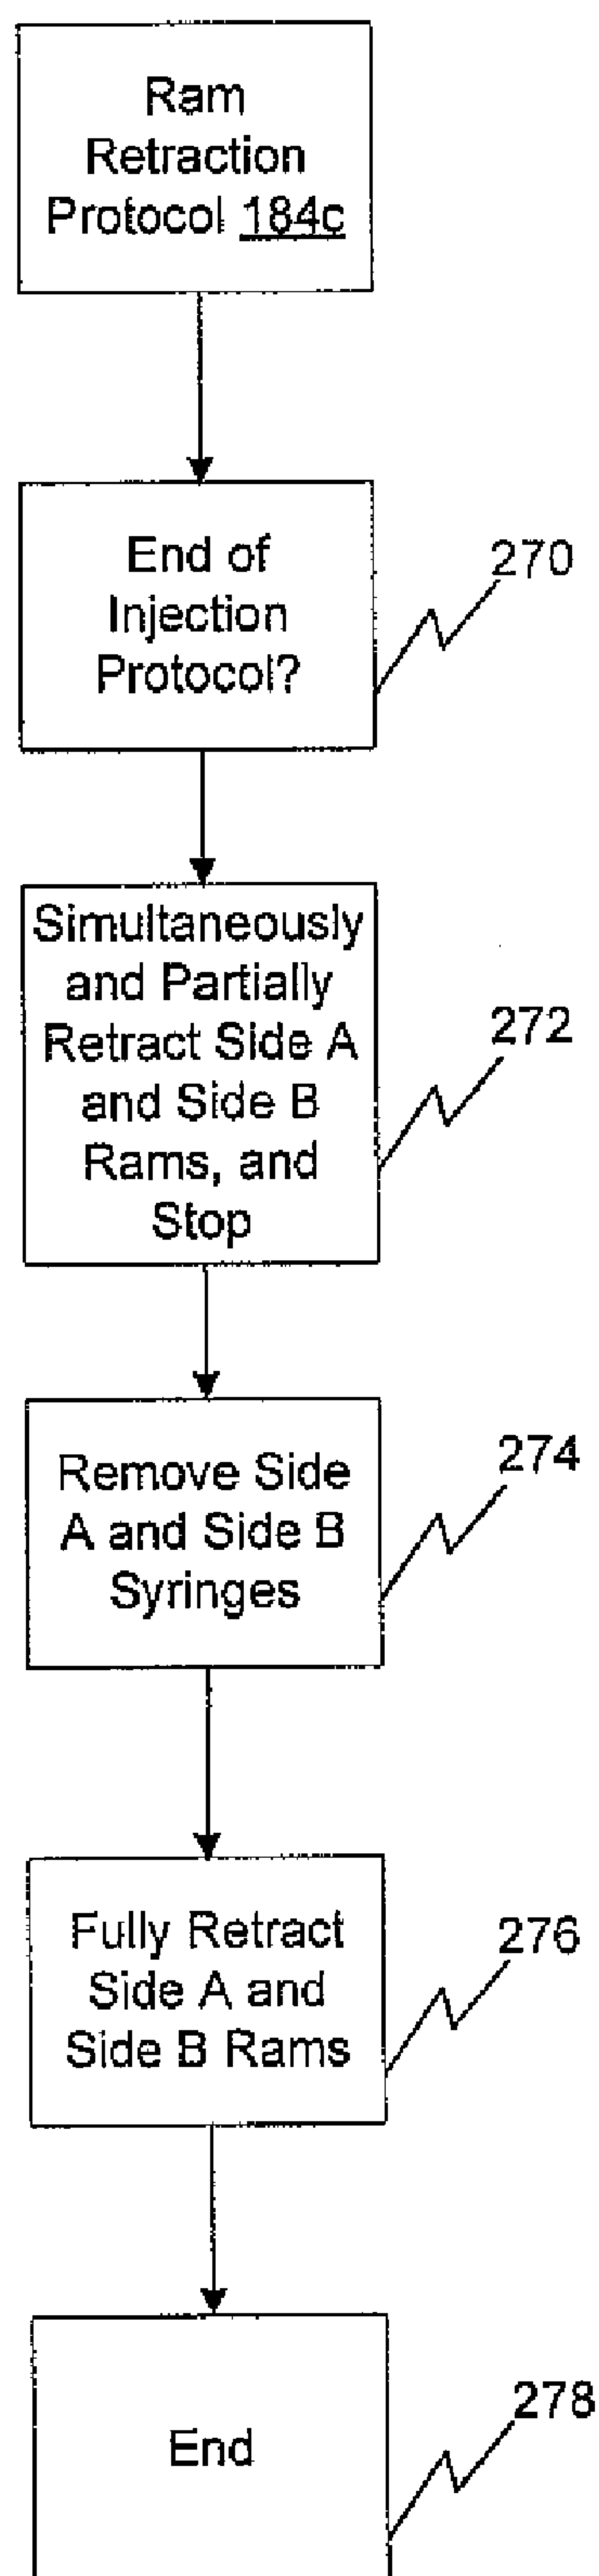 Ram
Retraction
Protocol 184c
End of
Injection
Protocol?
270
Simultaneously
and Partially
Retract Side A
and Side B
Rams, and
Stop
272
Remove Side
A and Side B
Syringes
274
Fully Retract
Side A and
Side B Rams
276
End
278